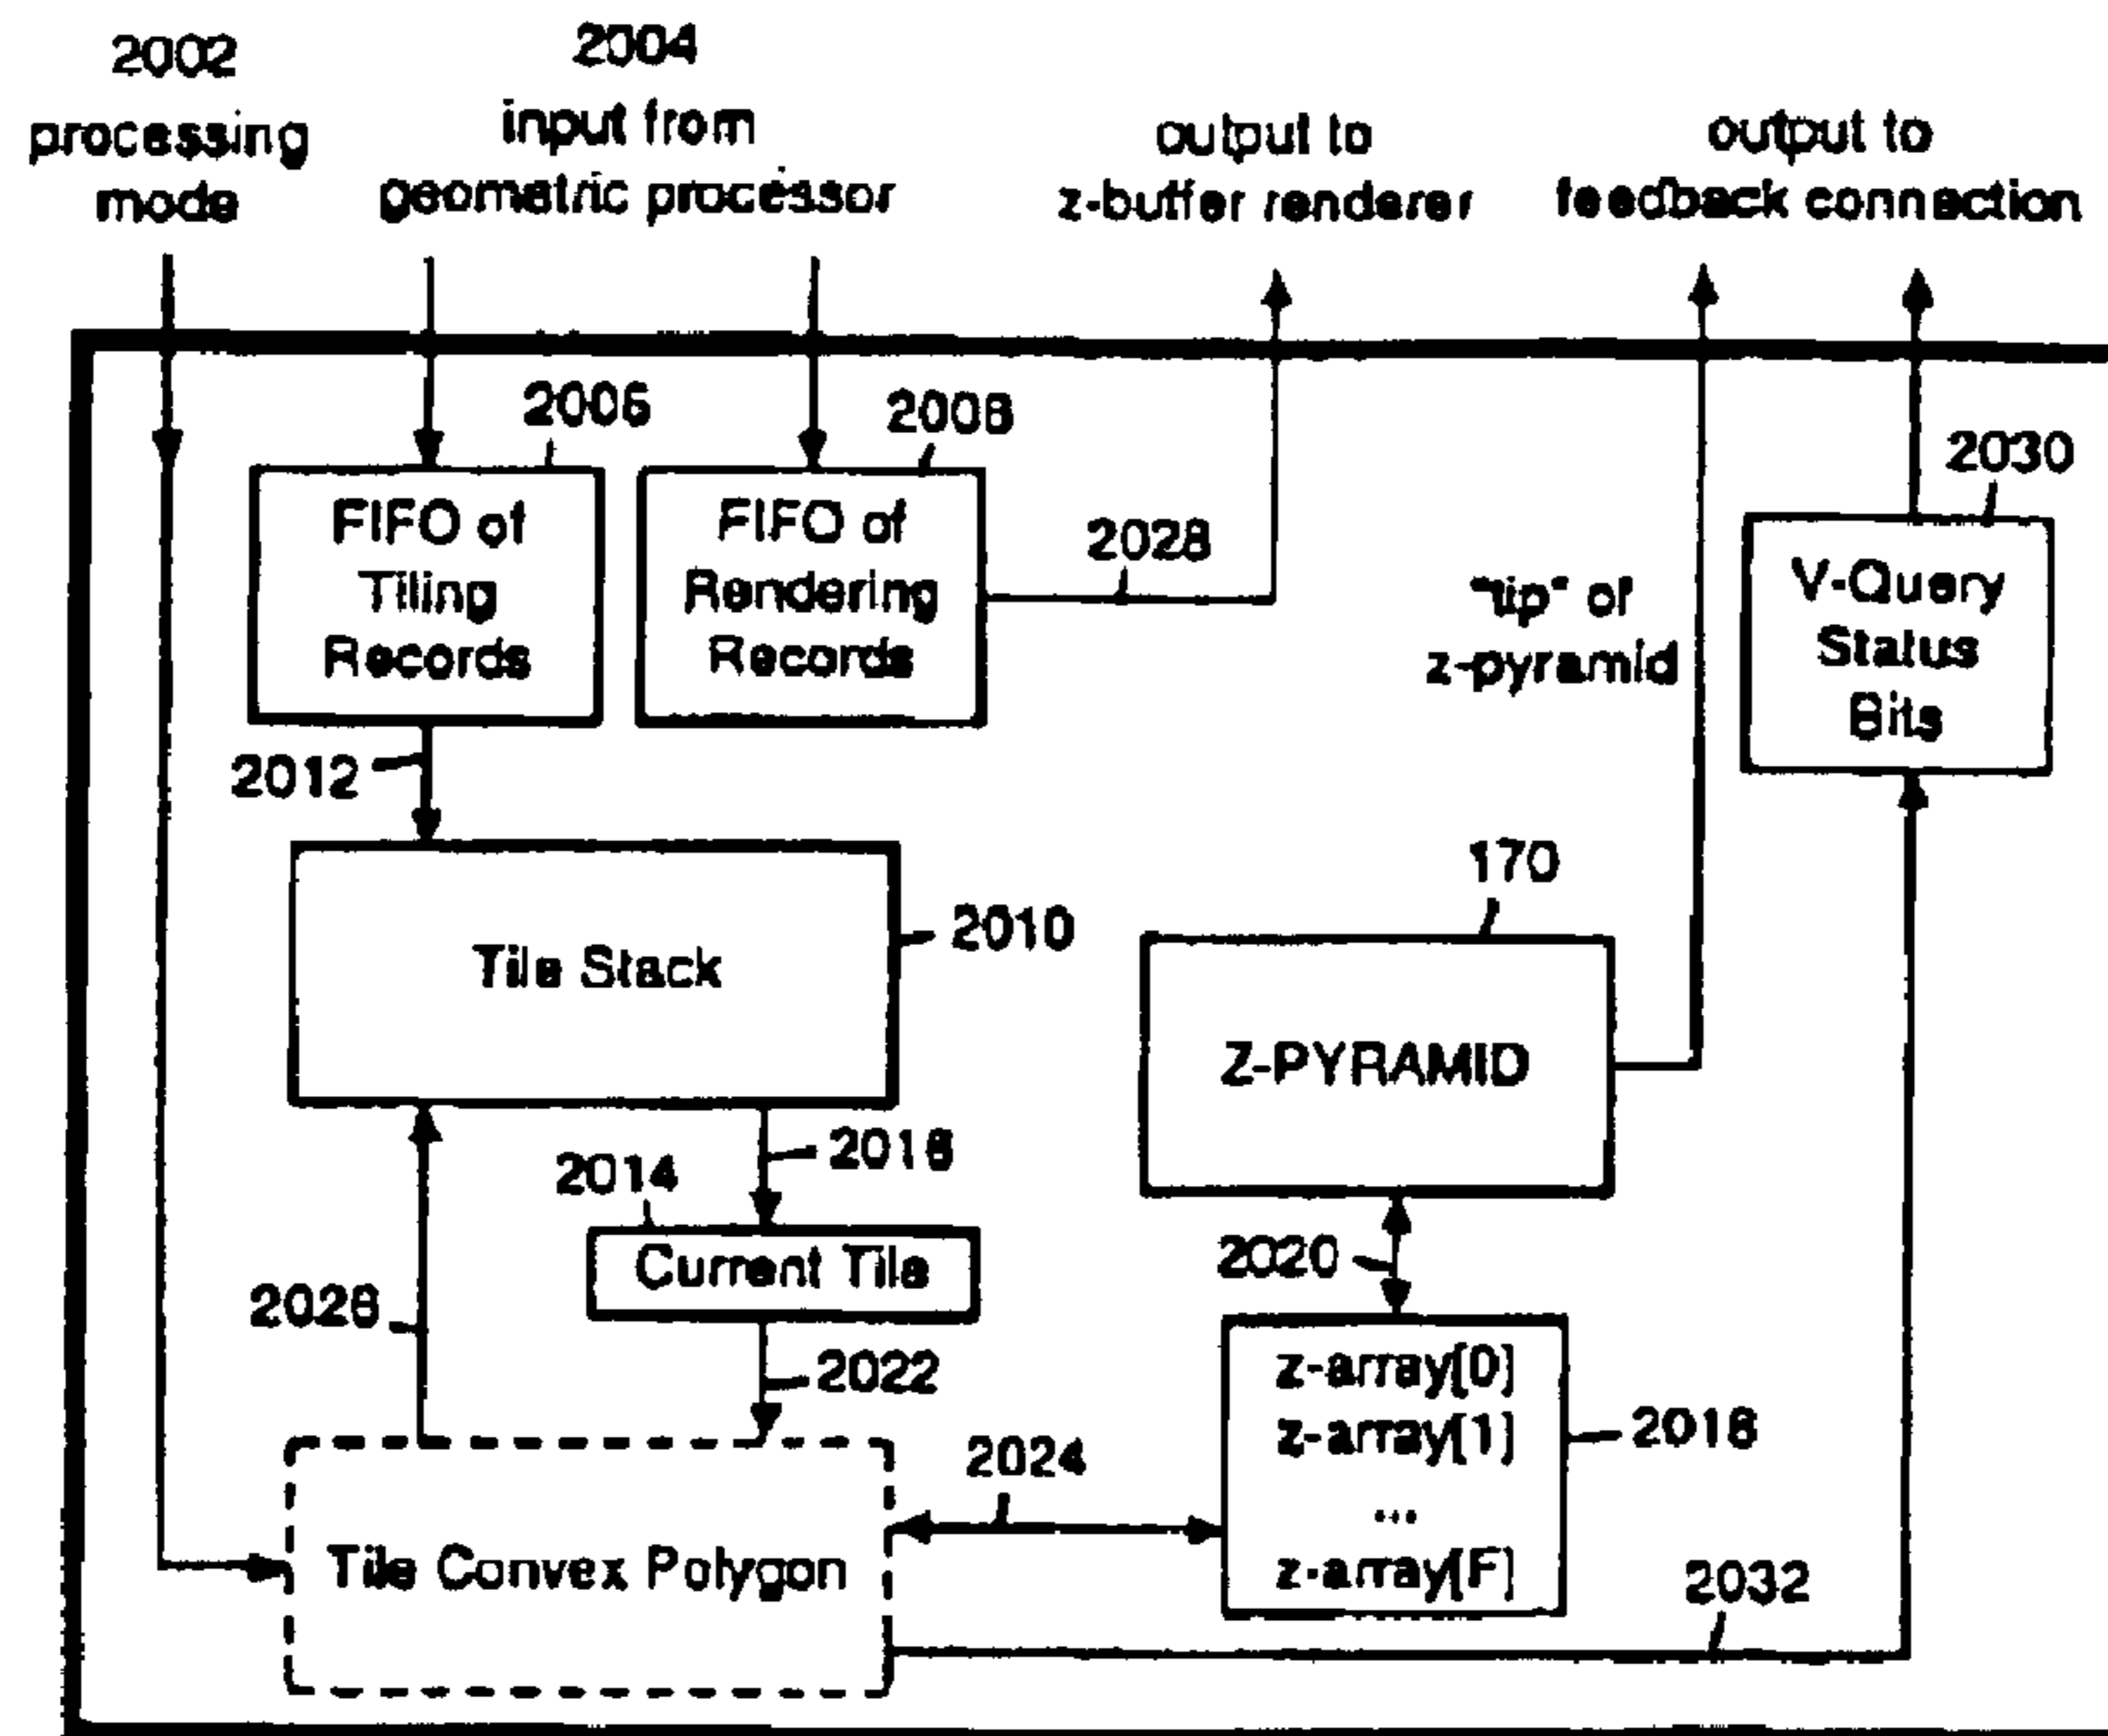 2002
processing
mode
2004
input from
geometric processor
output to
z-buffer renderer
output to
feedback connection
2006
2008
2030
FIFO of
Tiling
Records
FIFO of
Rendering
Records
2028
"tip" of
z-pyramid
V-Query
Status
Bits
2012
170
Tile Stack
2010
Z-PYRAMID
2014
2016
Current Tile
2020
2026
2022
z-array[0]
z-array[1]
...
z-array[F]
2018
2024
Tile Convex Polygon
2032